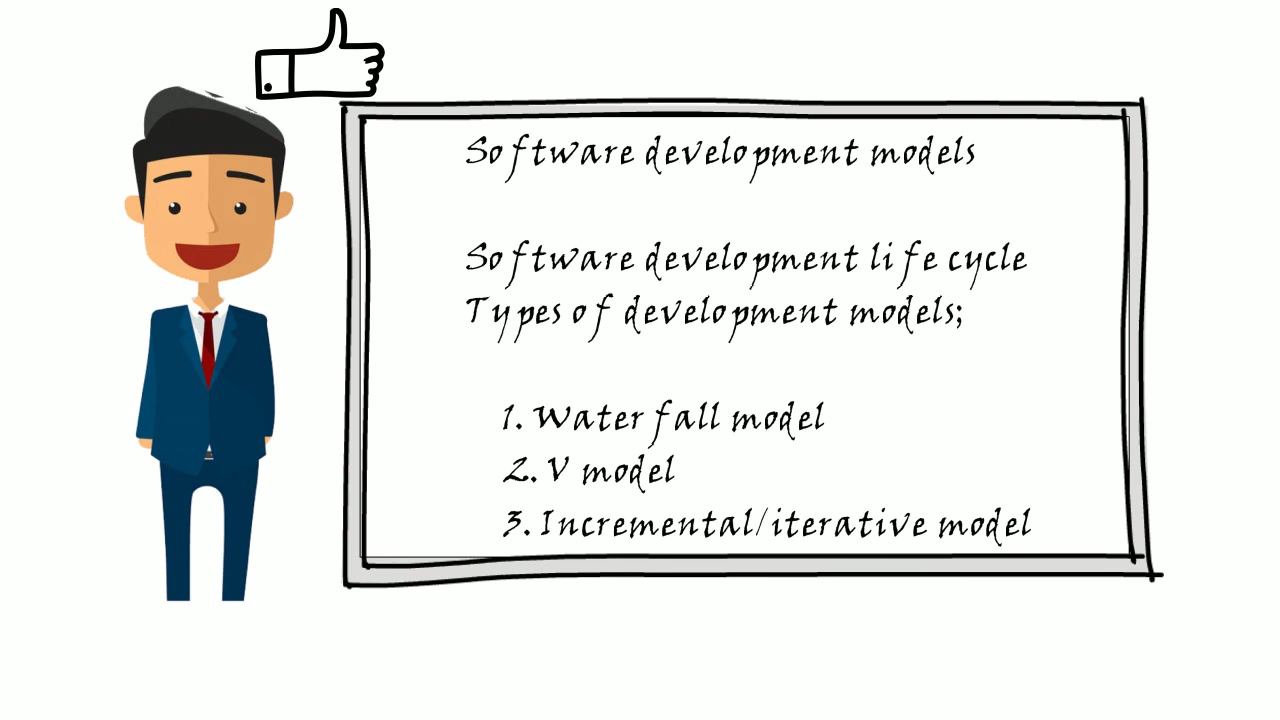 Software development models
Software development life cycle
Types of development models;
1. Water fall model
2. V model
3. Incremental/iterative model